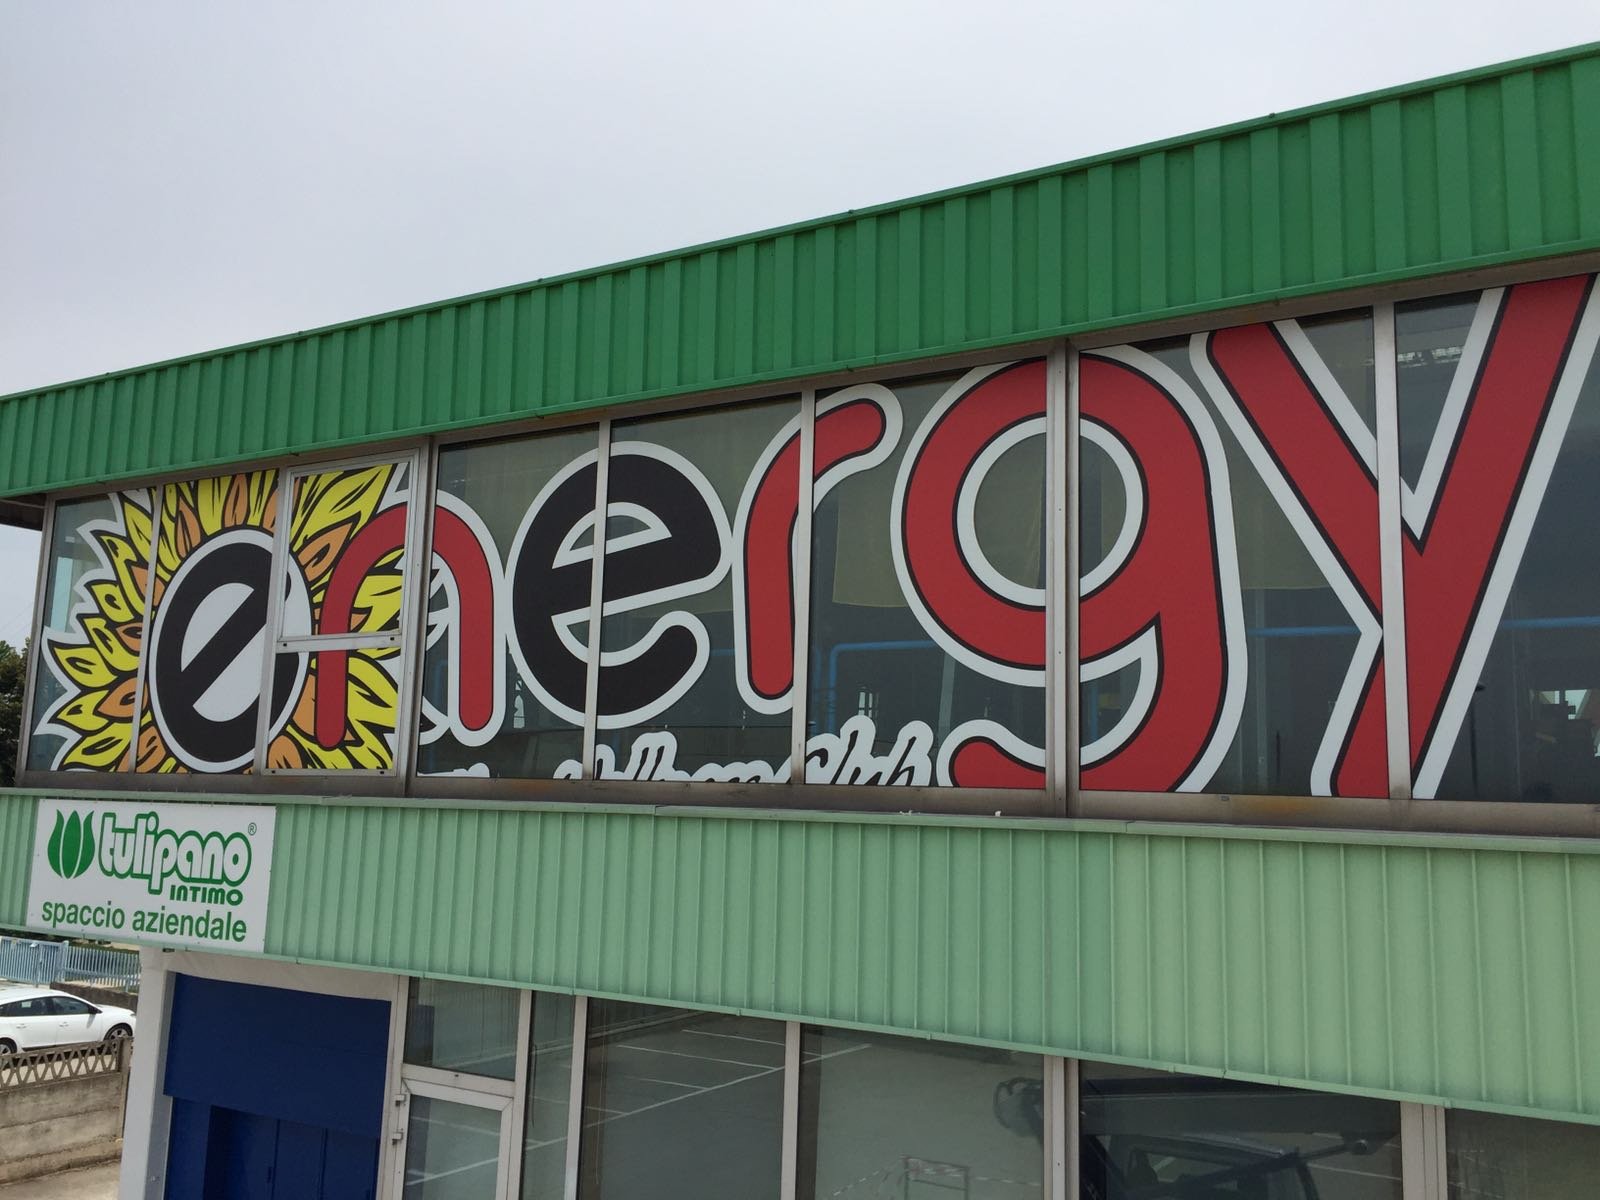 energy
tulipano®
INTIMO
spaccio aziendale